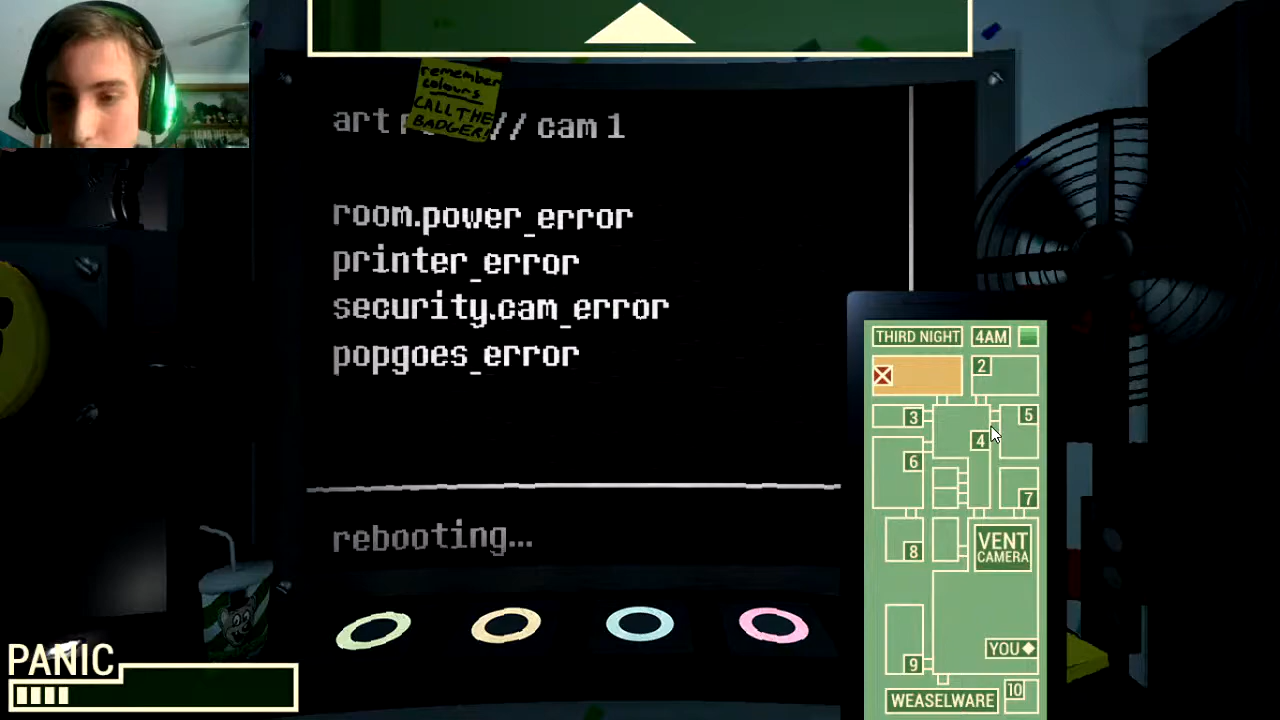 remember
colours
CALL THE
BADGER!
art // cam 1
room.power_error
printer_error
security.cam_error
popgoes_error
rebooting...
THIRD NIGHT 4AM
2
3
5
4
6
7
8
VENT
CAMERA
YOU
9
10
WEASELWARE
PANIC